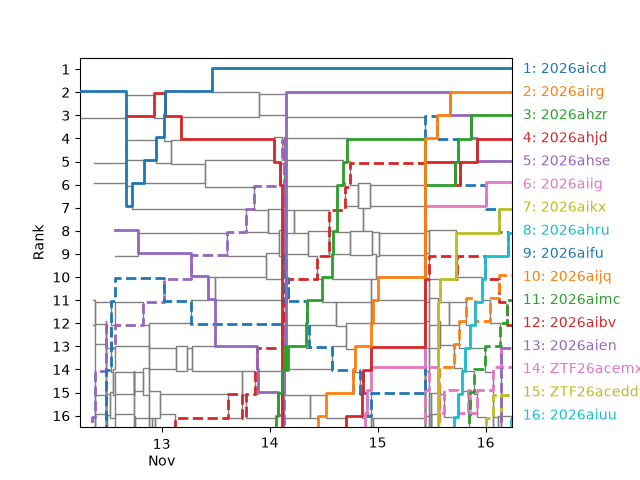 1
2
3
4
5
6
7
8
9
10
11
12
13
14
15
16
Rank
13
Nov
14
15
16
1: 2026aicd
2: 2026airg
3: 2026ahzr
4: 2026ahjd
5: 2026ahse
6: 2026aiig
7: 2026aikx
8: 2026ahru
9: 2026aifu
10: 2026aijq
11: 2026aimc
12: 2026aibv
13: 2026aien
14: ZTF26acemx
15: ZTF26acedd
16: 2026aiuu